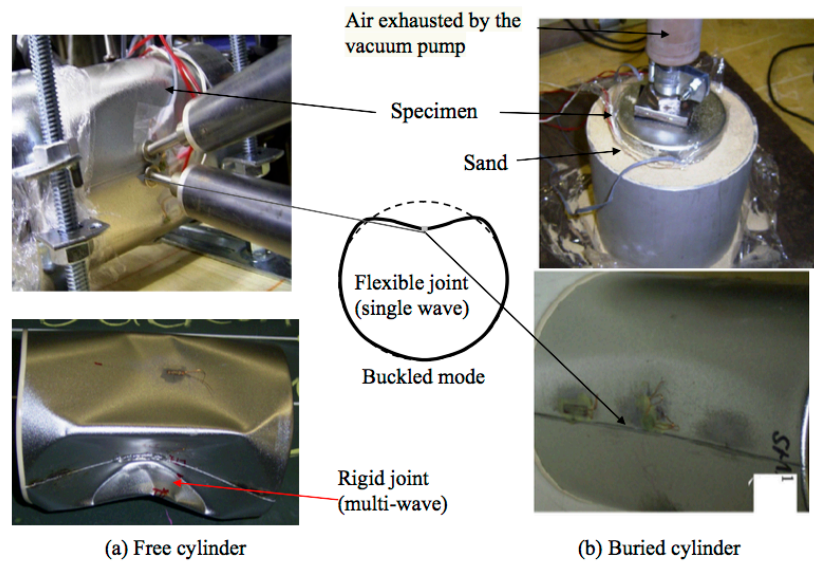 Air exhausted by the
vacuum pump
Specimen
Sand
Flexible joint
(single wave)
Buckled mode
Rigid joint
(multi-wave)
(a) Free cylinder
(b) Buried cylinder